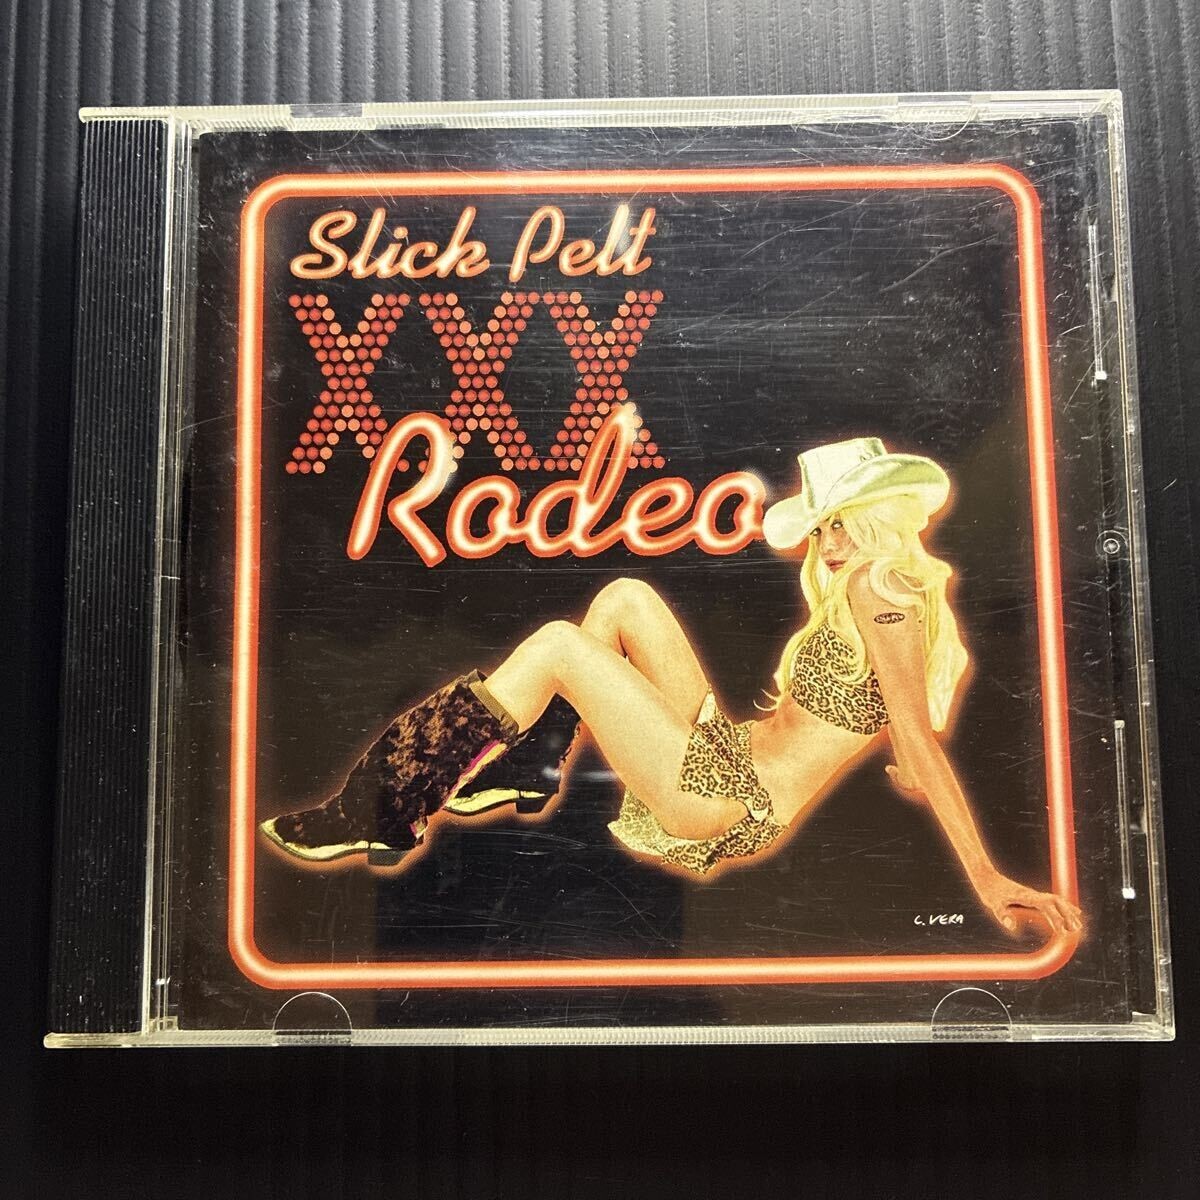 Slick Pelt
XXX
Rodeo
C. VERA